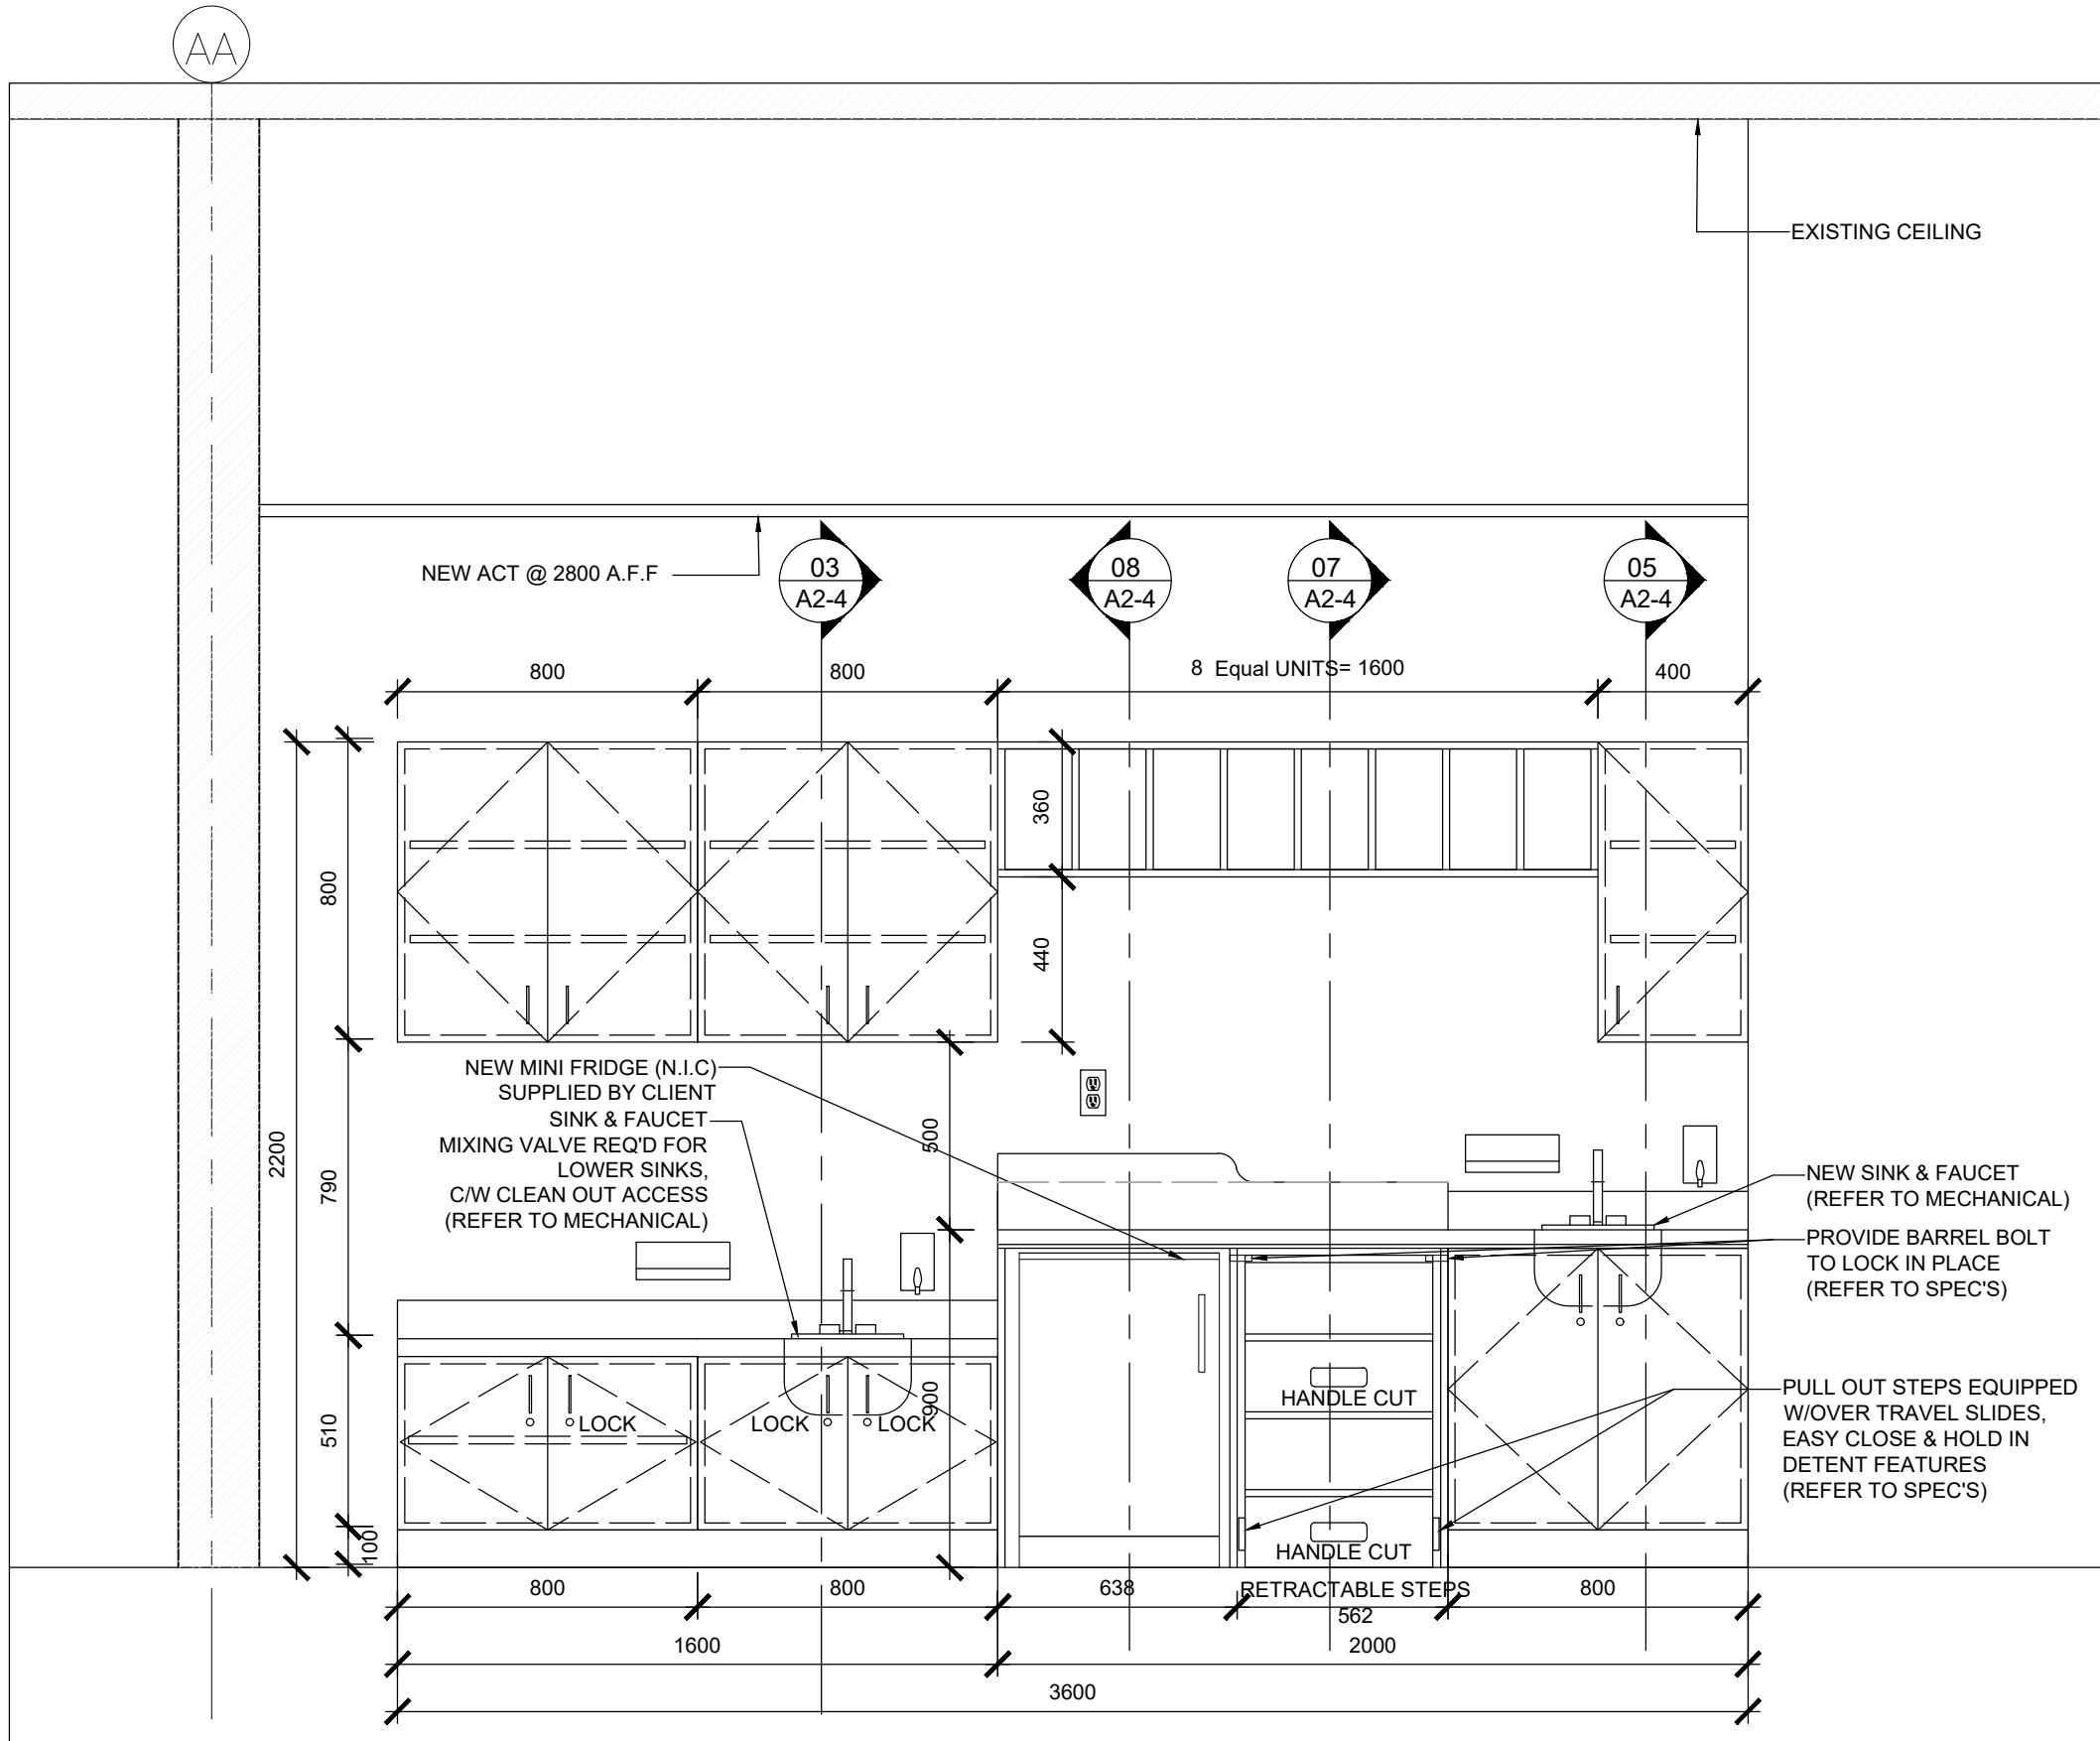 AA
EXISTING CEILING
NEW ACT @ 2800 A.F.F
03
A2-4
08
A2-4
07
A2-4
05
A2-4
800
800
8 Equal UNITS= 1600
400
360
800
440
NEW MINI FRIDGE (N.I.C)
SUPPLIED BY CLIENT
SINK & FAUCET
MIXING VALVE REQ'D FOR
LOWER SINKS,
C/W CLEAN OUT ACCESS
(REFER TO MECHANICAL)
500
2200
790
NEW SINK & FAUCET
(REFER TO MECHANICAL)
PROVIDE BARREL BOLT
TO LOCK IN PLACE
(REFER TO SPEC'S)
510
LOCK
LOCK
LOCK
900
HANDLE CUT
PULL OUT STEPS EQUIPPED
W/OVER TRAVEL SLIDES,
EASY CLOSE & HOLD IN
DETENT FEATURES
(REFER TO SPEC'S)
100
HANDLE CUT
800
800
638
RETRACTABLE STEPS
562
800
1600
2000
3600